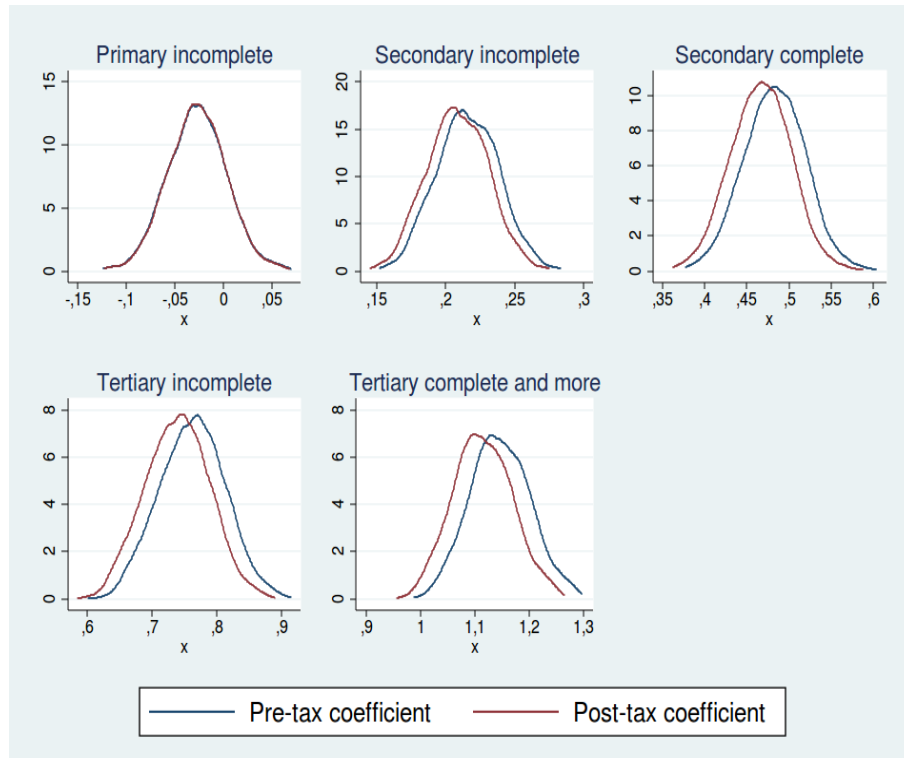 Primary incomplete
15
10
5
0
-,15 -,1 -,05 0 ,05
x
Secondary incomplete
20
15
10
5
0
,15 ,2 ,25 ,3
x
Secondary complete
10
8
6
4
2
0
,35 ,4 ,45 ,5 ,55 ,6
x
Tertiary incomplete
8
6
4
2
0
,6 ,7 ,8 ,9
x
Tertiary complete and more
8
6
4
2
0
,9 1 1,1 1,2 1,3
x
Pre-tax coefficient Post-tax coefficient